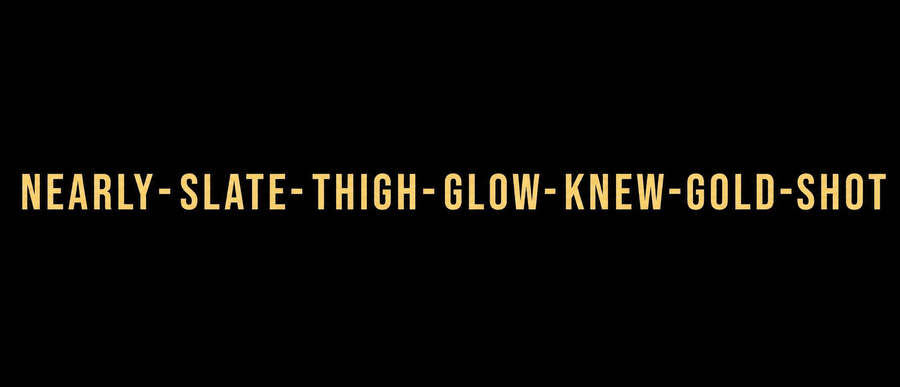 NEARLY- SLATE- THIGH- GLOW- KNEW-GOLD-SHOT